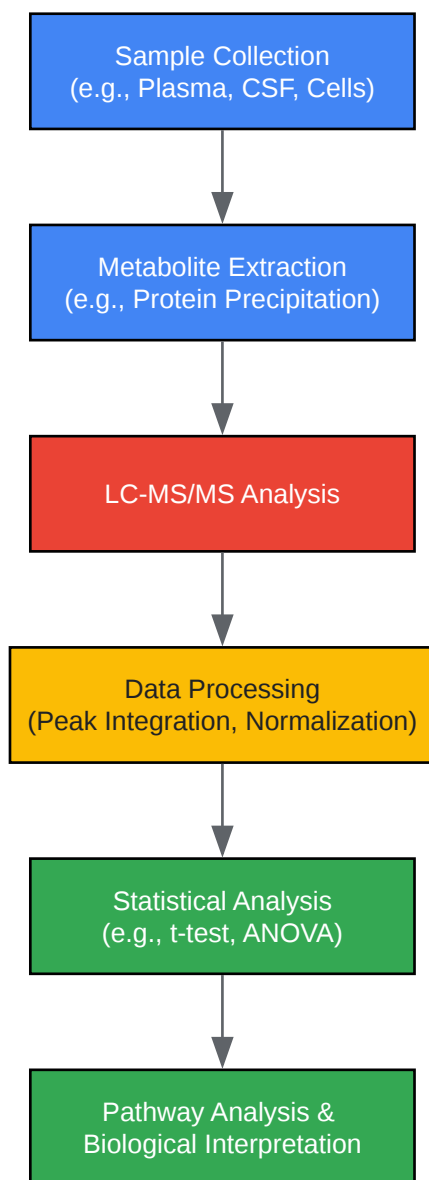 Sample Collection
(e.g., Plasma, CSF, Cells)
Metabolite Extraction
(e.g., Protein Precipitation)
LC-MS/MS Analysis
Data Processing
(Peak Integration, Normalization)
Statistical Analysis
(e.g., t-test, ANOVA)
Pathway Analysis &
Biological Interpretation